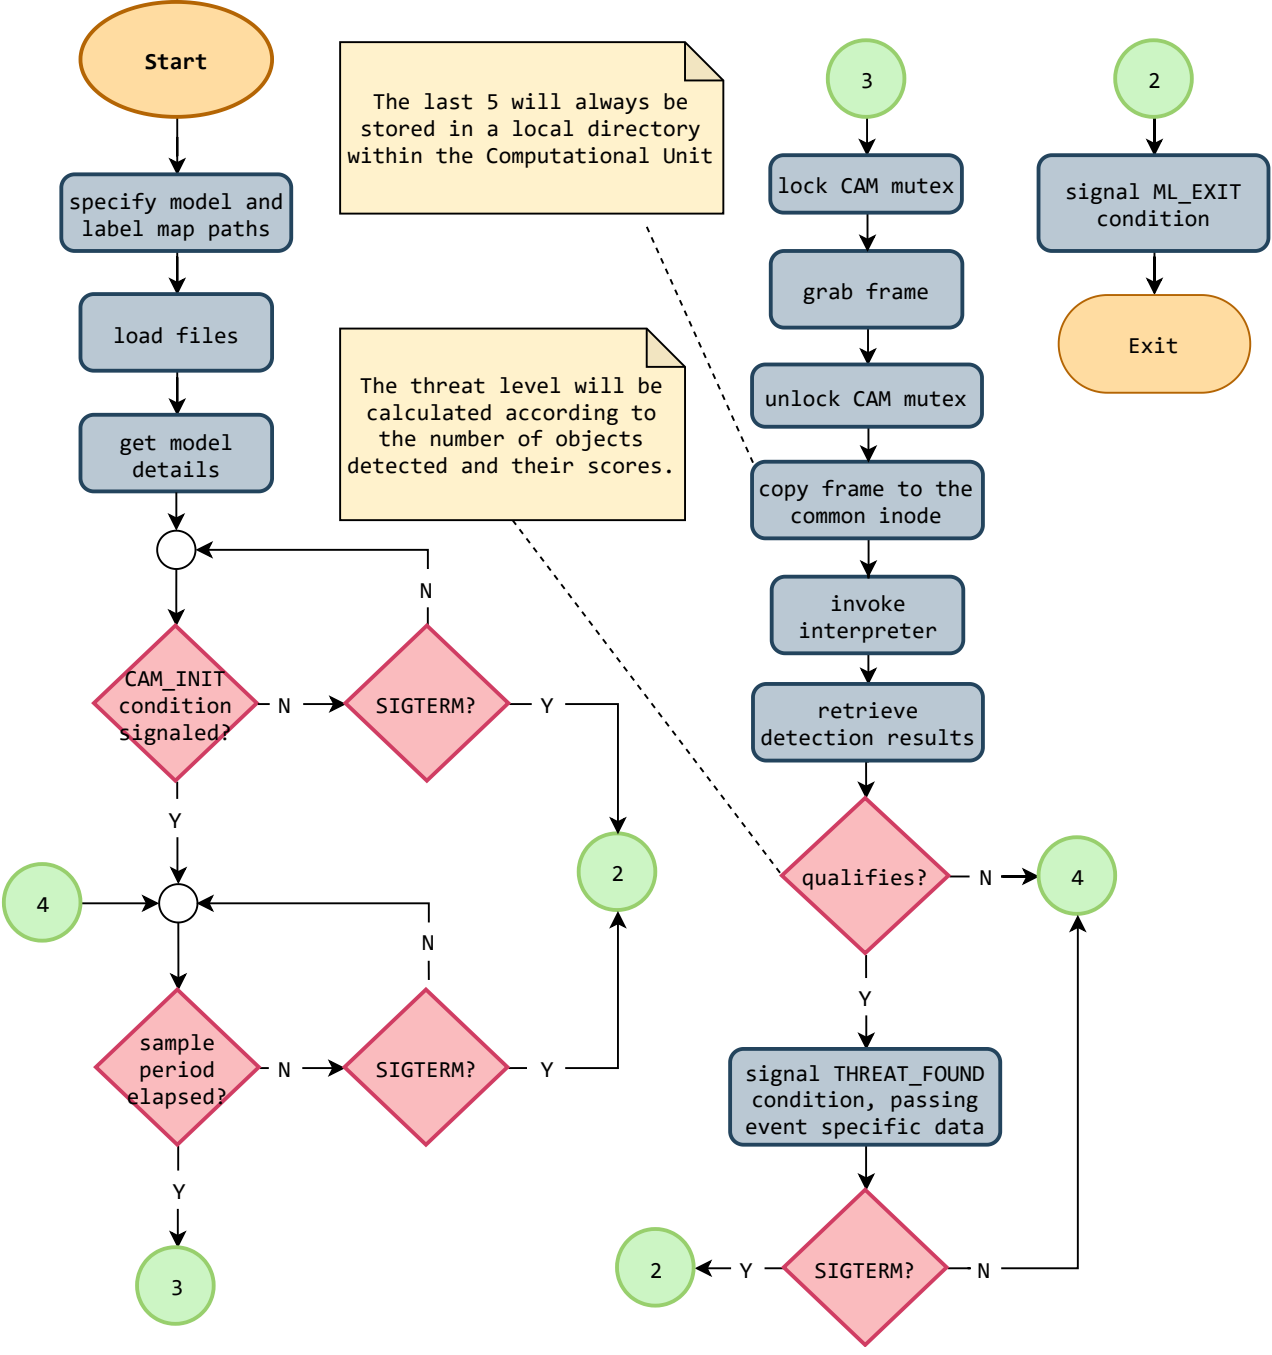 Start
specify model and
label map paths
load files
get model
details
CAM_INIT
condition
signaled?
N
SIGTERM?
N
Y
Y
2
4
sample
period
elapsed?
N
SIGTERM?
N
Y
Y
3
The last 5 will always be
stored in a local directory
within the Computational Unit
The threat level will be
calculated according to
the number of objects
detected and their scores.
3
lock CAM mutex
grab frame
unlock CAM mutex
copy frame to the
common inode
invoke
interpreter
retrieve
detection results
qualifies?
N
4
Y
signal THREAT_FOUND
condition, passing
event specific data
SIGTERM?
Y
2
N
2
signal ML_EXIT
condition
Exit